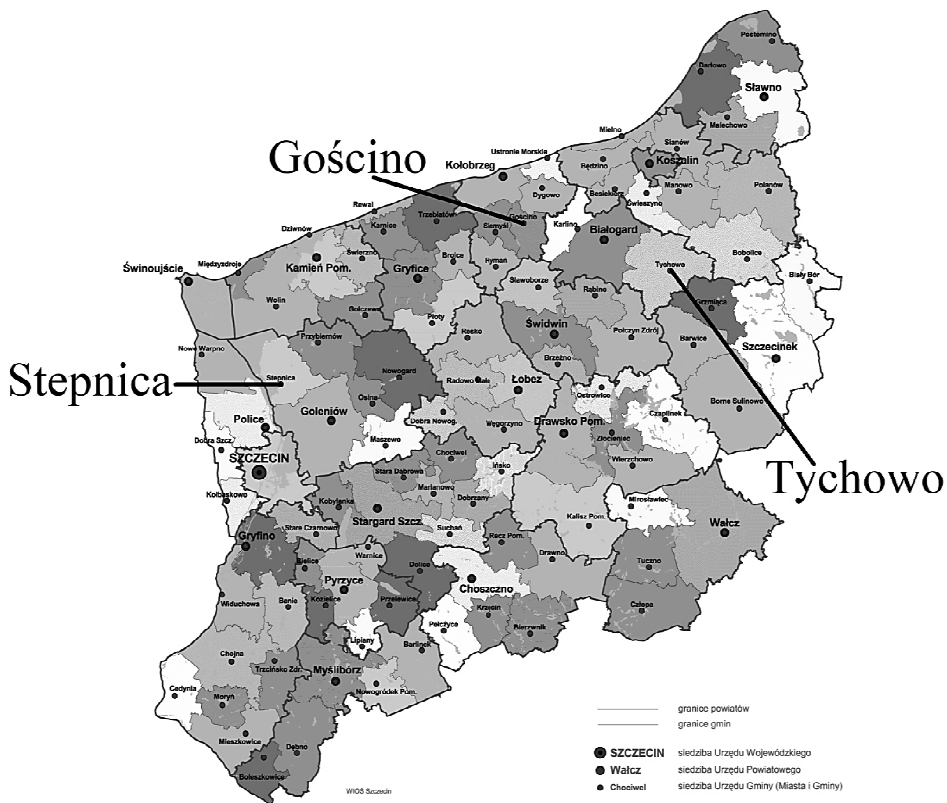 Postomino
Darłowo
Sławno
Malechowo
Mielno
Sianów
Gościno
Ustronie Morskie
Kołobrzeg
Będzino
Koszalin
Dygowo
Besiekierz
Manowo
Polanów
Świeszyno
Rewal
Trzebiatów
Gościno
Karlino
Białogard
Dziwnów
Karnice
Siemyśl
Świerzno
Brojce
Rymań
Tychowo
Bobolice
Świnoujście
Międzyzdroje
Kamień Pom.
Gryfice
Sławoborze
Rąbino
Grzmiąca
Biały Bór
Wolin
Golczewo
Płoty
Świdwin
Połczyn Zdrój
Barwice
Szczecinek
Nowe Warpno
Przybiernów
Resko
Brzeżno
Stepnica
Stepnica
Nowogard
Radowo Małe
Łobez
Ostrowice
Borne Sulinowo
Osina
Police
Goleniów
Dobra Nowog.
Węgorzyno
Drawsko Pom.
Czaplinek
Dobra Szcz.
Maszewo
Złocieniec
SZCZECIN
Chociwel
Wierzchowo
Stara Dąbrowa
Ińsko
Tychowo
Kołbaskowo
Marianowo
Dobrzany
Kobylanka
Mirosławiec
Stargard Szcz.
Kalisz Pom.
Wałcz
Stare Czarnowo
Suchań
Gryfino
Recz Pom.
Warnice
Drawno
Bielice
Dolice
Tuczno
Pyrzyce
Choszczno
Widuchowa
Banie
Kozielice
Przelewice
Krzęcin
Człopa
Pełczyce
Bierzwnik
Lipiany
Barlinek
Chojna
Trzcińsko Zdr.
Myślibórz
Cedynia
Moryń
Nowogródek Pom.
Mieszkowice
Dębno
Boleszkowice
granice powiatów
granice gmin
SZCZECIN siedziba Urzędu Wojewódzkiego
Wałcz siedziba Urzędu Powiatowego
Chociwel siedziba Urzędu Gminy (Miasta i Gminy)
WIOS Szczecin